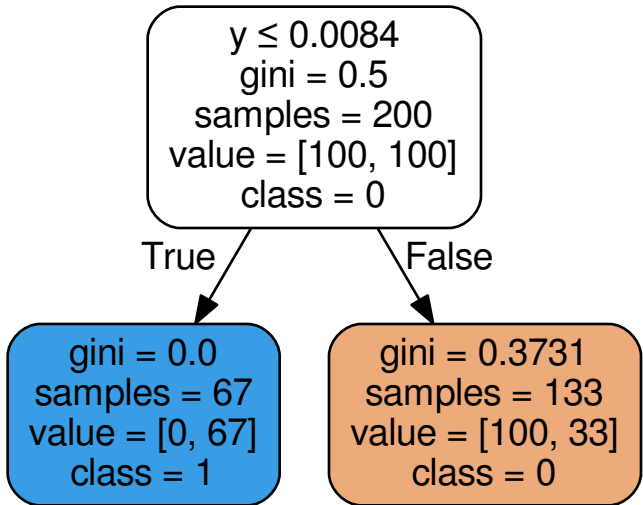 y ≤ 0.0084
gini = 0.5
samples = 200
value = [100, 100]
class = 0
True
False
gini = 0.0
samples = 67
value = [0, 67]
class = 1
gini = 0.3731
samples = 133
value = [100, 33]
class = 0